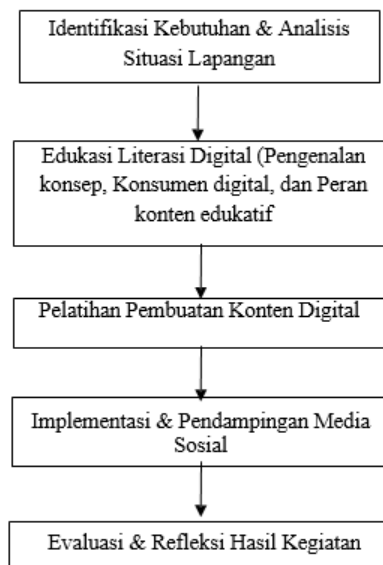 Identifikasi Kebutuhan & Analisis
Situasi Lapangan
Edukasi Literasi Digital (Pengenalan
konsep, Konsumen digital, dan Peran
konten edukatif
Pelatihan Pembuatan Konten Digital
Implementasi & Pendampingan Media
Sosial
Evaluasi & Refleksi Hasil Kegiatan